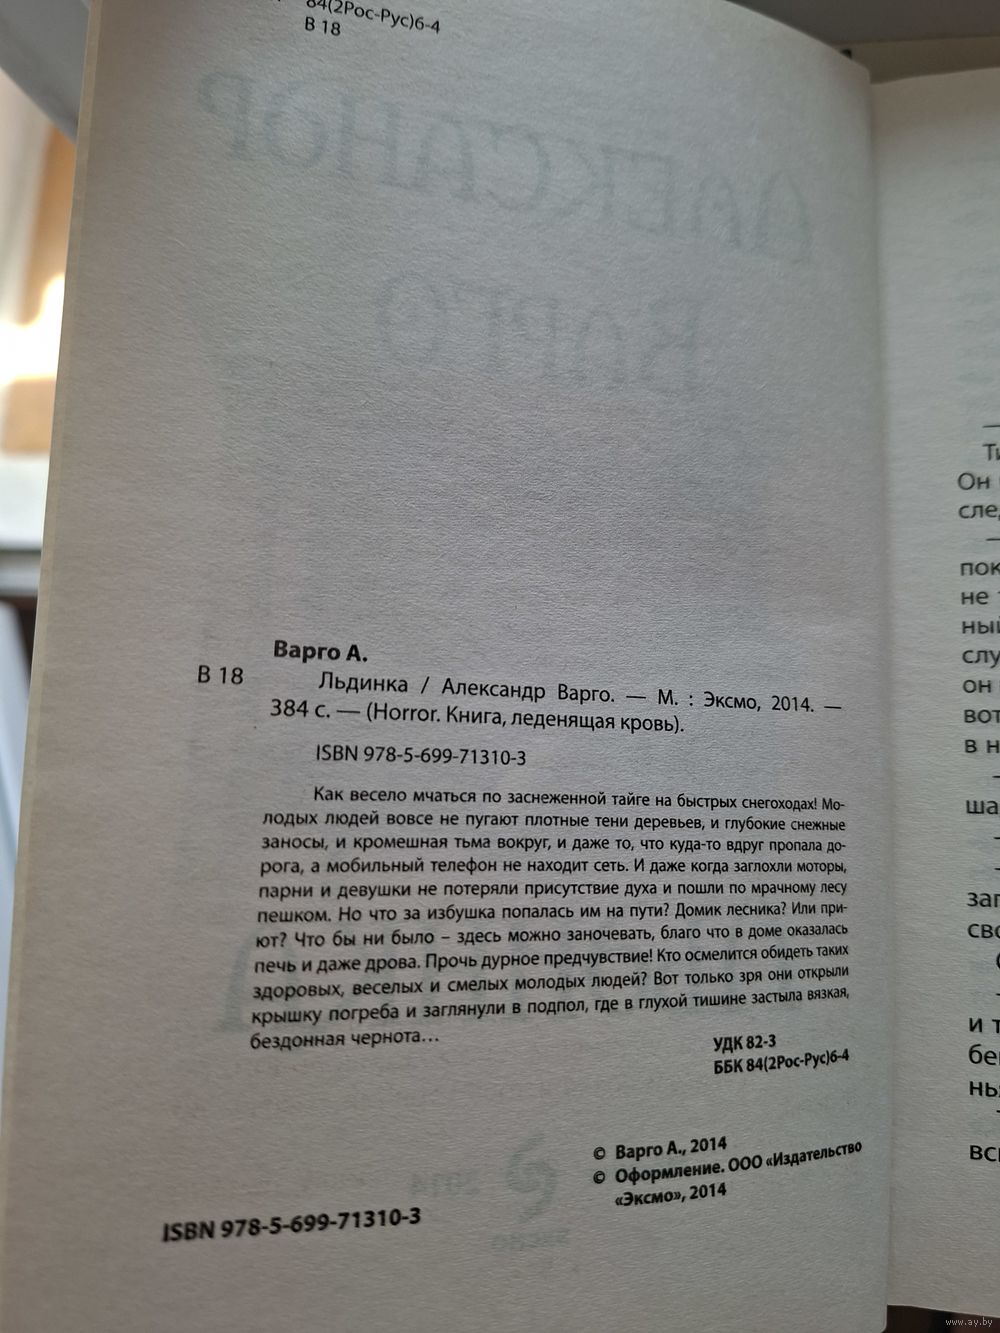 84(2Рос-Рус)6-4
В 18
Варго А.
В 18
Льдинка / Александр Варго. — М. : Эксмо, 2014. —
384 с. — (Horror. Книга, леденящая кровь).
ISBN 978-5-699-71310-3
Как весело мчаться по заснеженной тайге на быстрых снегоходах! Мо-
лодых людей вовсе не пугают плотные тени деревьев, и глубокие снежные
заносы, и кромешная тьма вокруг, и даже то, что куда-то вдруг пропала до-
рога, а мобильный телефон не находит сеть. И даже когда заглохли моторы,
парни и девушки не потеряли присутствие духа и пошли по мрачному лесу
пешком. Но что за избушка попалась им на пути? Домик лесника? Или при-
ют? Что бы ни было – здесь можно заночевать, благо что в доме оказалась
печь и даже дрова. Прочь дурное предчувствие! Кто осмелится обидеть таких
здоровых, веселых и смелых молодых людей? Вот только зря они открыли
крышку погреба и заглянули в подпол, где в глухой тишине застыла вязкая,
бездонная чернота...
УДК 82-3
ББК 84(2Рос-Рус)6-4
© Варго А., 2014
© Оформление. ООО «Издательство
«Эксмо», 2014
ISBN 978-5-699-71310-3
Он
пок
не
он
в н
и т
www.ay.by